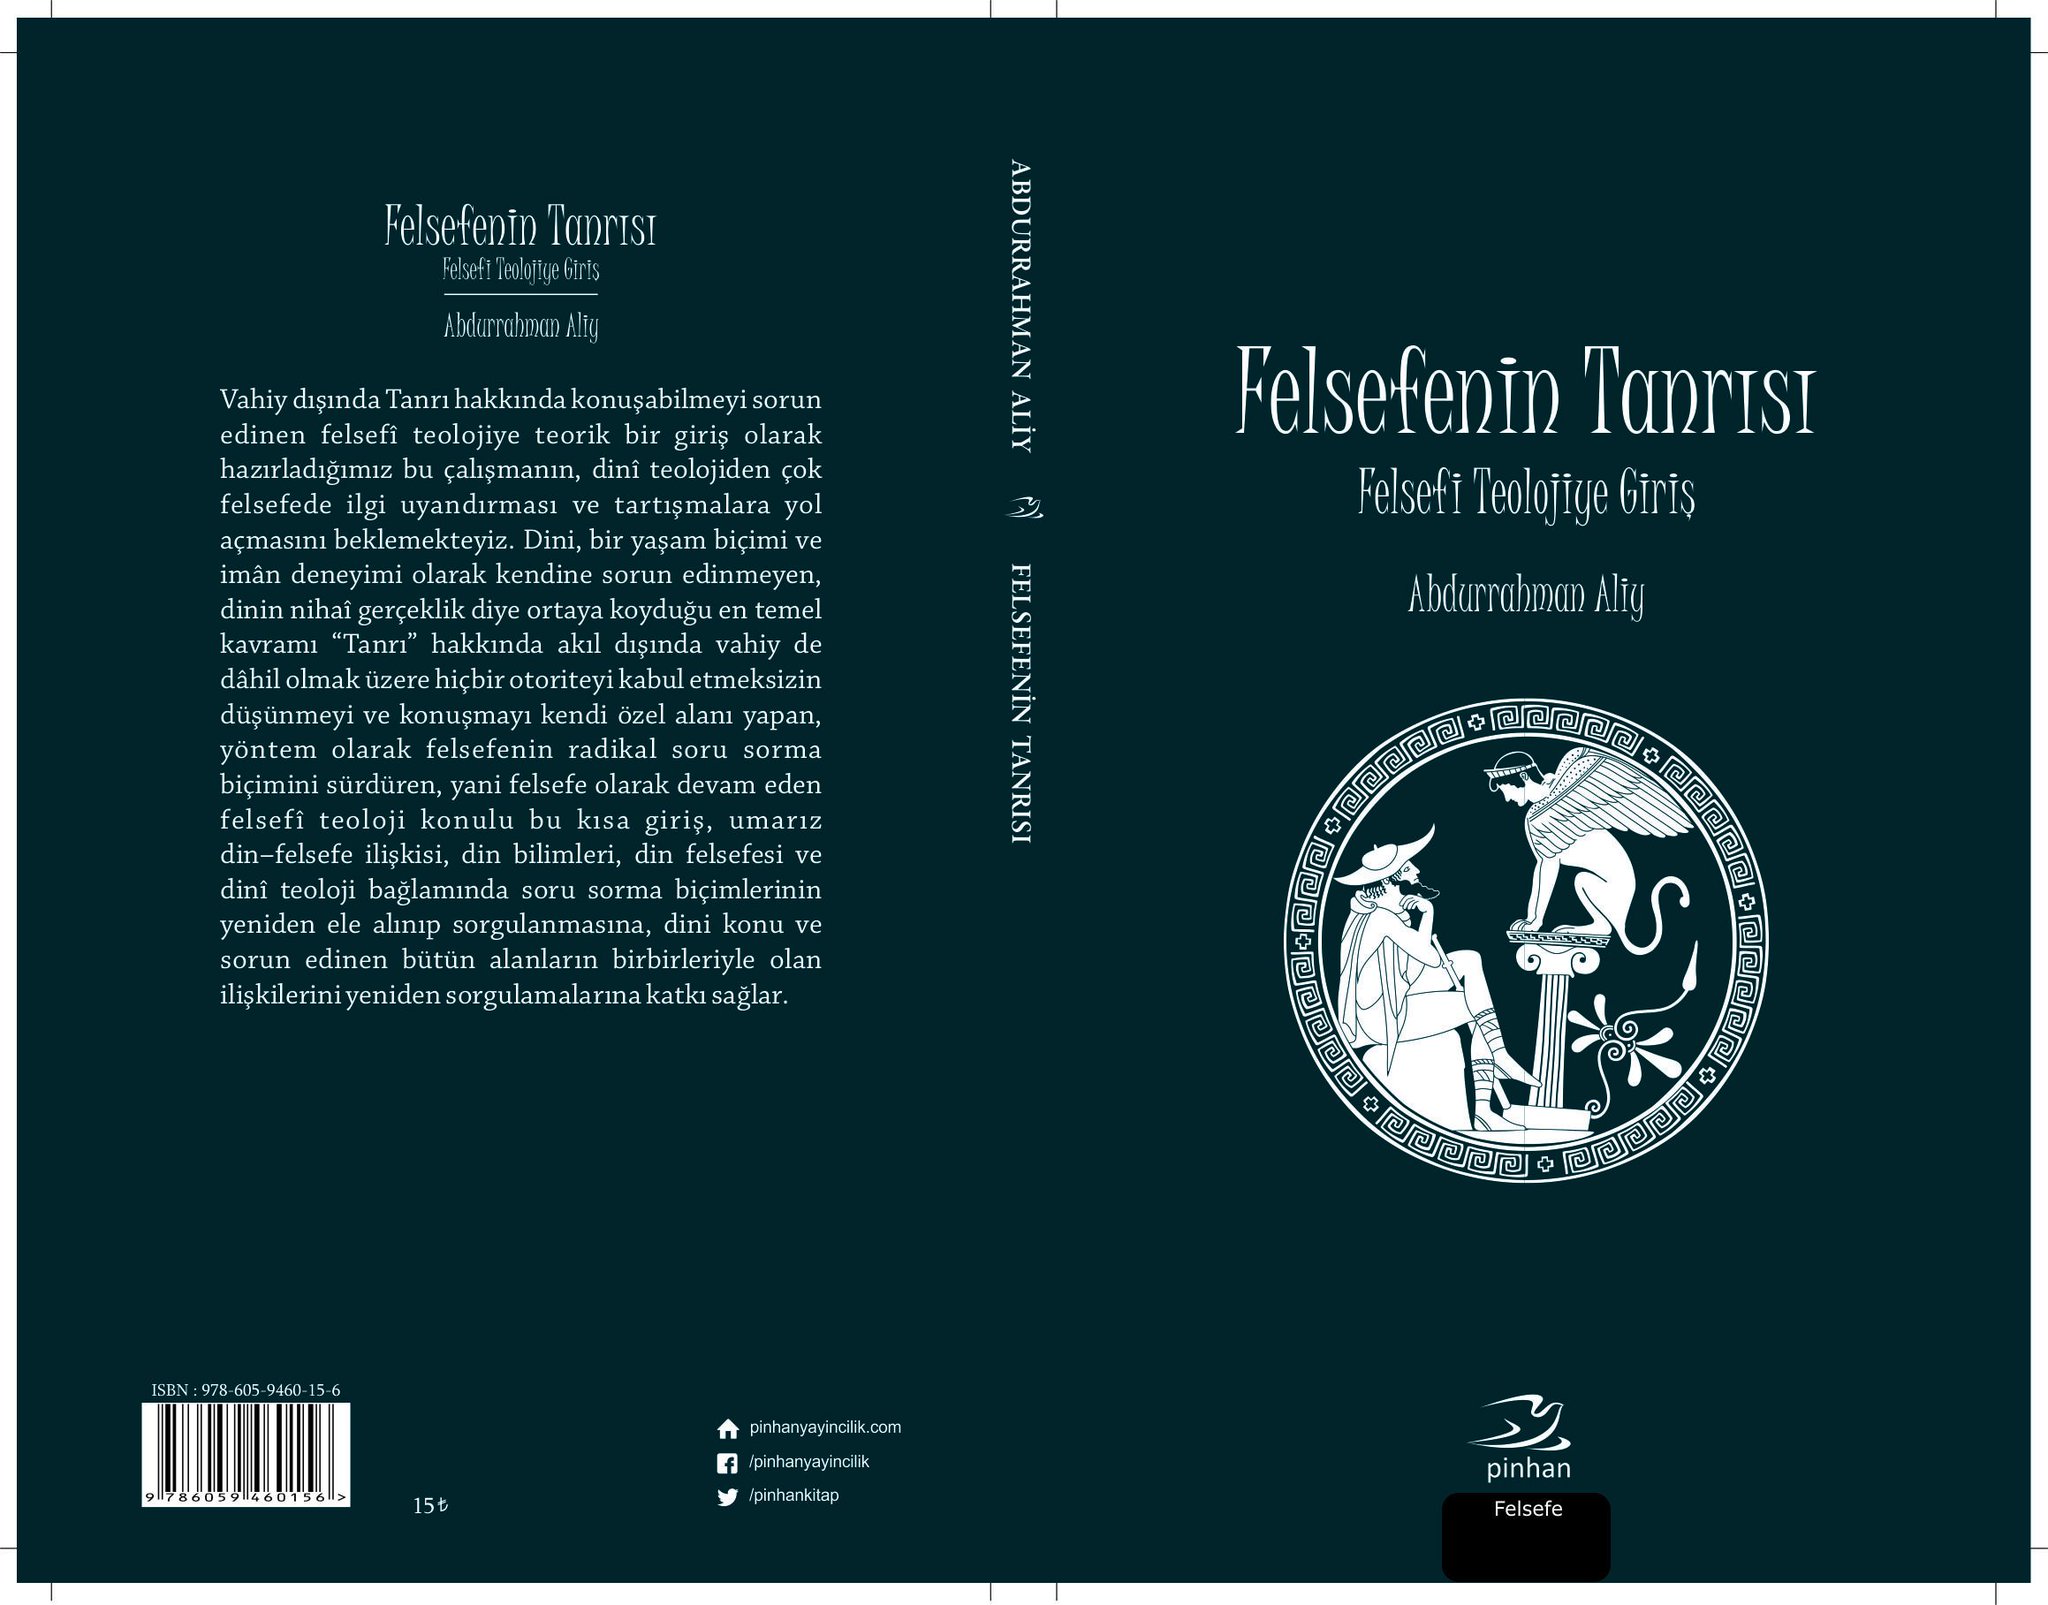 Felsefenin Tanrısı
Felsefi Teolojiye Giriş
Abdurrahman Aliy
Vahiy dışında Tanrı hakkında konuşabilmeyi sorun
edinen felsefî teolojiye teorik bir giriş olarak
hazırladığımız bu çalışmanın, dinî teolojiden çok
felsefede ilgi uyandırması ve tartışmalara yol
açmasını beklemekteyiz. Dini, bir yaşam biçimi ve
imân deneyimi olarak kendine sorun edinmeyen,
dinin nihaî gerçeklik diye ortaya koyduğu en temel
kavramı “Tanrı” hakkında akıl dışında vahiy de
dâhil olmak üzere hiçbir otoriteyi kabul etmeksizin
düşünmeyi ve konuşmayı kendi özel alanı yapan,
yöntem olarak felsefenin radikal soru sorma
biçimini sürdüren, yani felsefe olarak devam eden
felsefî teoloji konulu bu kısa giriş, umarız
din–felsefe ilişkisi, din bilimleri, din felsefesi ve
dinî teoloji bağlamında soru sorma biçimlerinin
yeniden ele alınıp sorgulanmasına, dini konu ve
sorun edinen bütün alanların birbirleriyle olan
ilişkilerini yeniden sorgulamalarına katkı sağlar.
ISBN : 978-605-9460-15-6
9 786059 460156 >
15₺
pinhanyayincilik.com
/pinhanyayincilik
/pinhankitap
ABDURRAHMAN ALİY
FELSEFENİN TANRISI
Felsefenin Tanrısı
Felsefi Teolojiye Giriş
Abdurrahman Aliy
pinhan
Felsefe